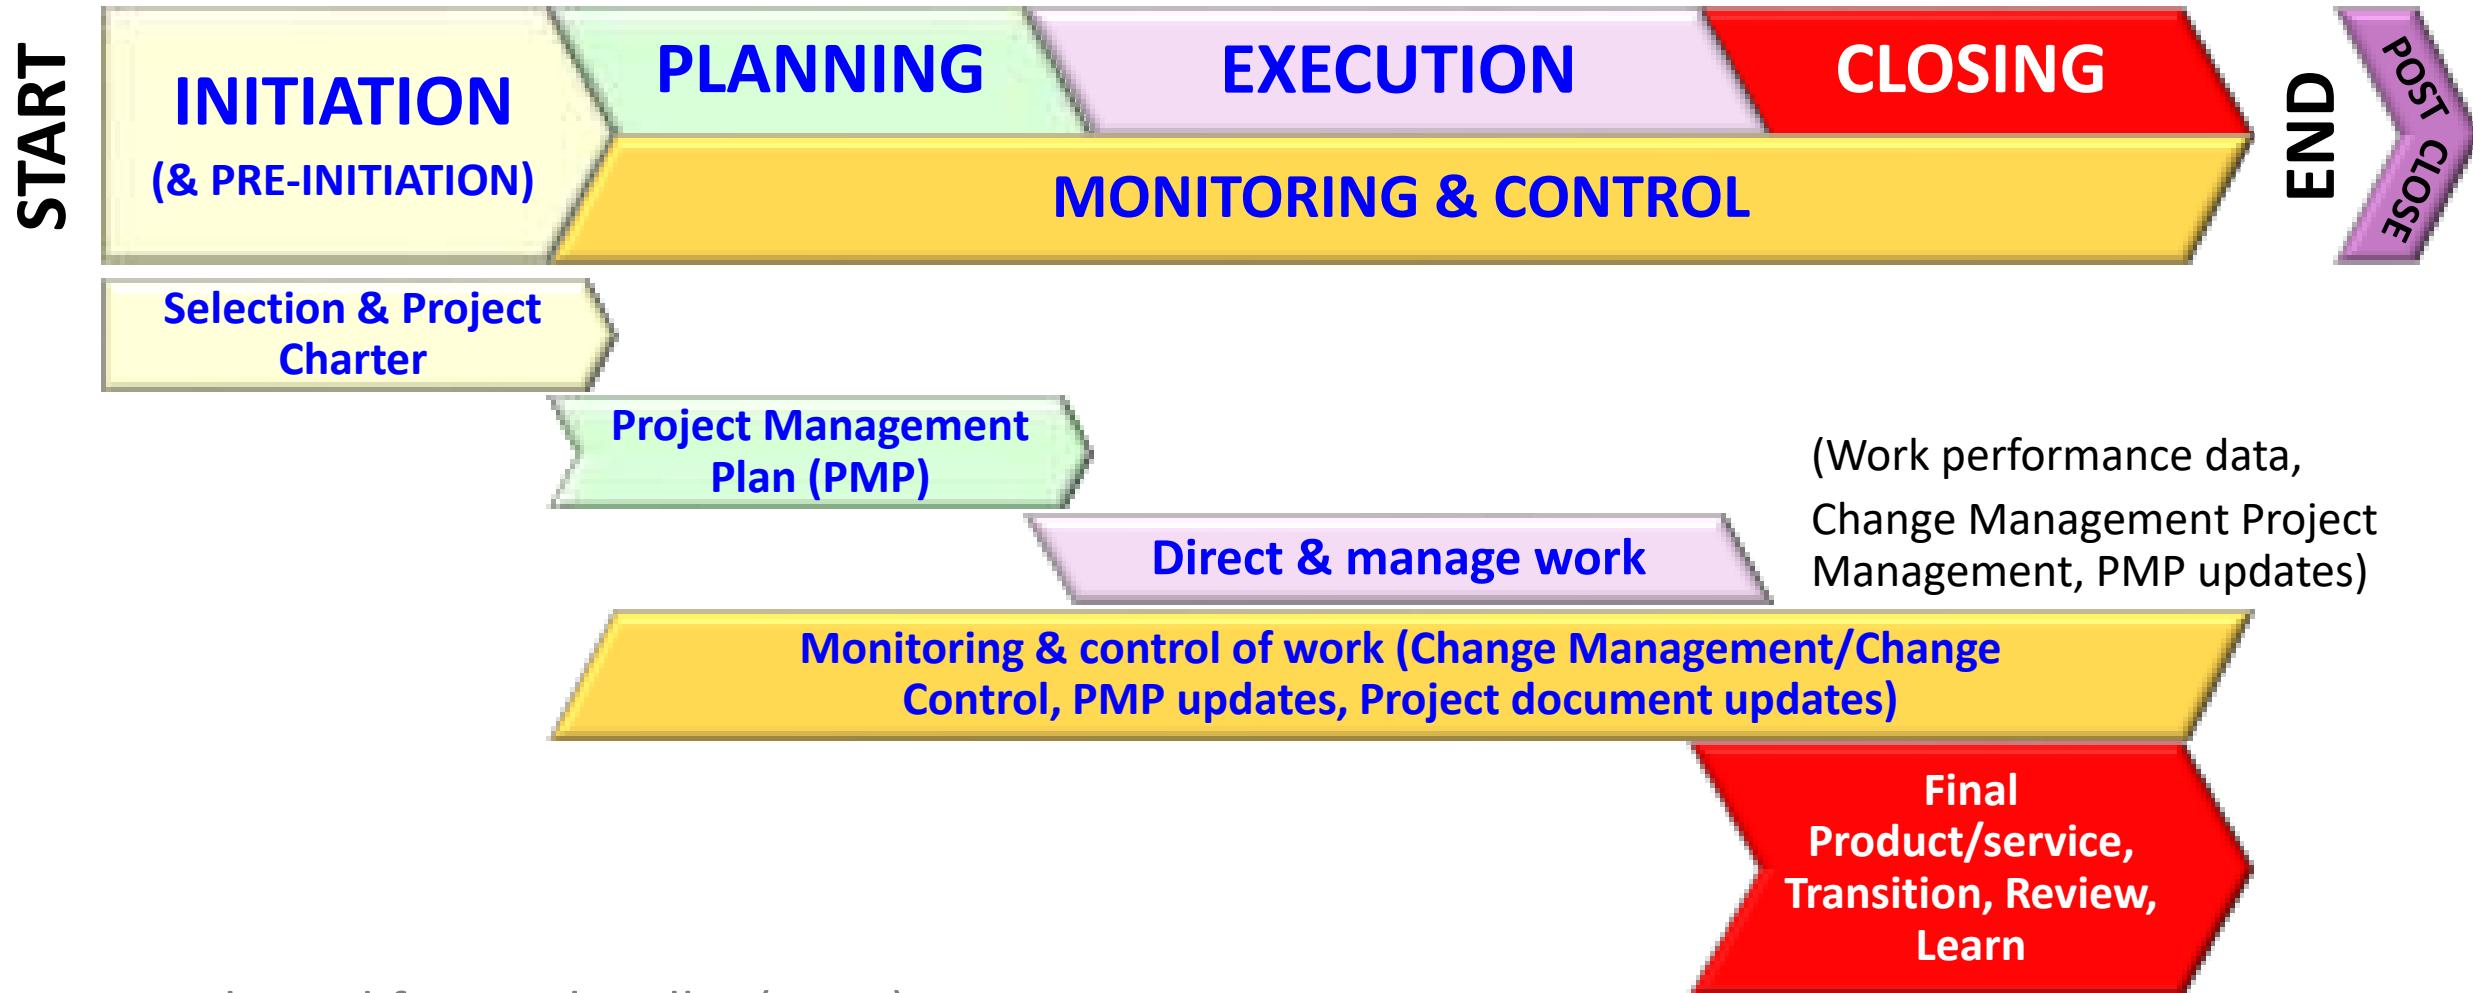 START
INITIATION
(& PRE-INITIATION)
PLANNING
EXECUTION
CLOSING
MONITORING & CONTROL
END
POST CLOSE
Selection & Project
Charter
Project Management
Plan (PMP)
Direct & manage work
(Work performance data,
Change Management Project
Management, PMP updates)
Monitoring & control of work (Change Management/Change
Control, PMP updates, Project document updates)
Final
Product/service,
Transition, Review,
Learn